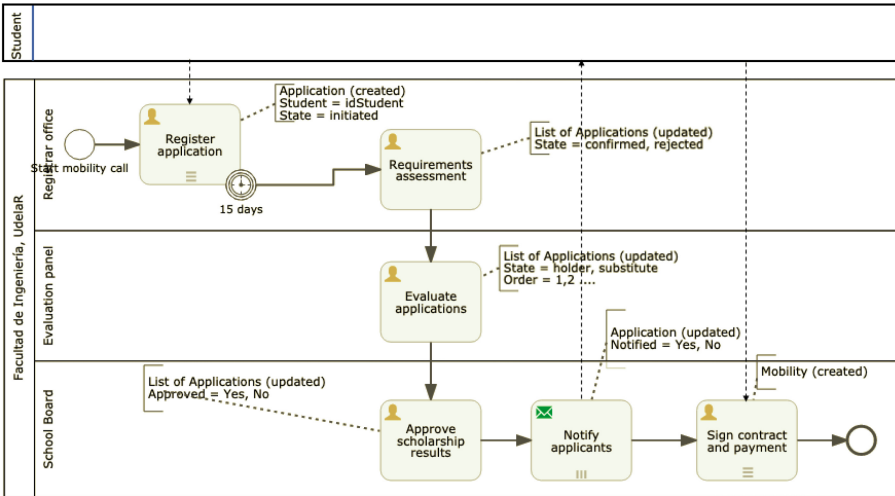 Student
Facultad de Ingeniería, UdelaR
Registrar office
Start mobility call
Register
application
15 days
Application (created)
Student = idStudent
State = initiated
Requirements
assessment
List of Applications (updated)
State = confirmed, rejected
Evaluation panel
Evaluate
applications
List of Applications (updated)
State = holder, substitute
Order = 1,2 ....
School Board
List of Applications (updated)
Approved = Yes, No
Approve
scholarship
results
Application (updated)
Notified = Yes, No
Notify
applicants
Mobility (created)
Sign contract
and payment